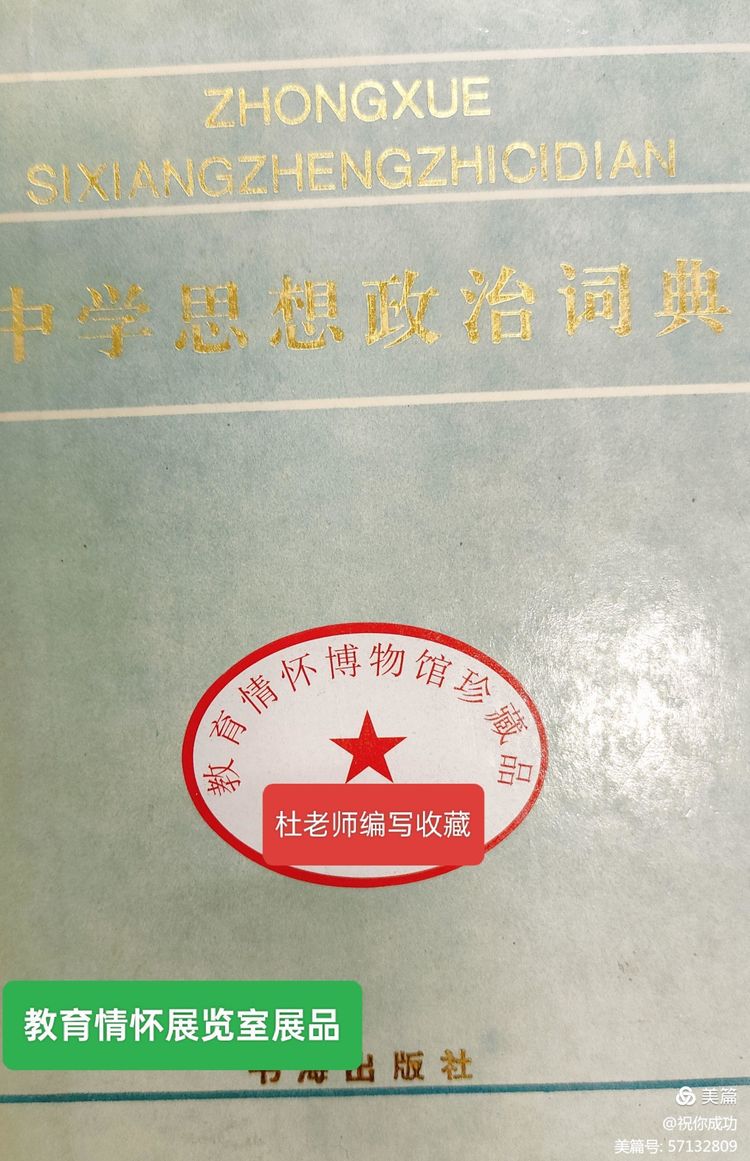 ZHONGXUE
SIXIANGZHENGZHICIDIAN
中学思想政治词典
教育情怀博物馆珍藏品
杜老师编写收藏
教育情怀展览室展品
书海出版社
美篇
@祝你成功
美篇号: 57132809